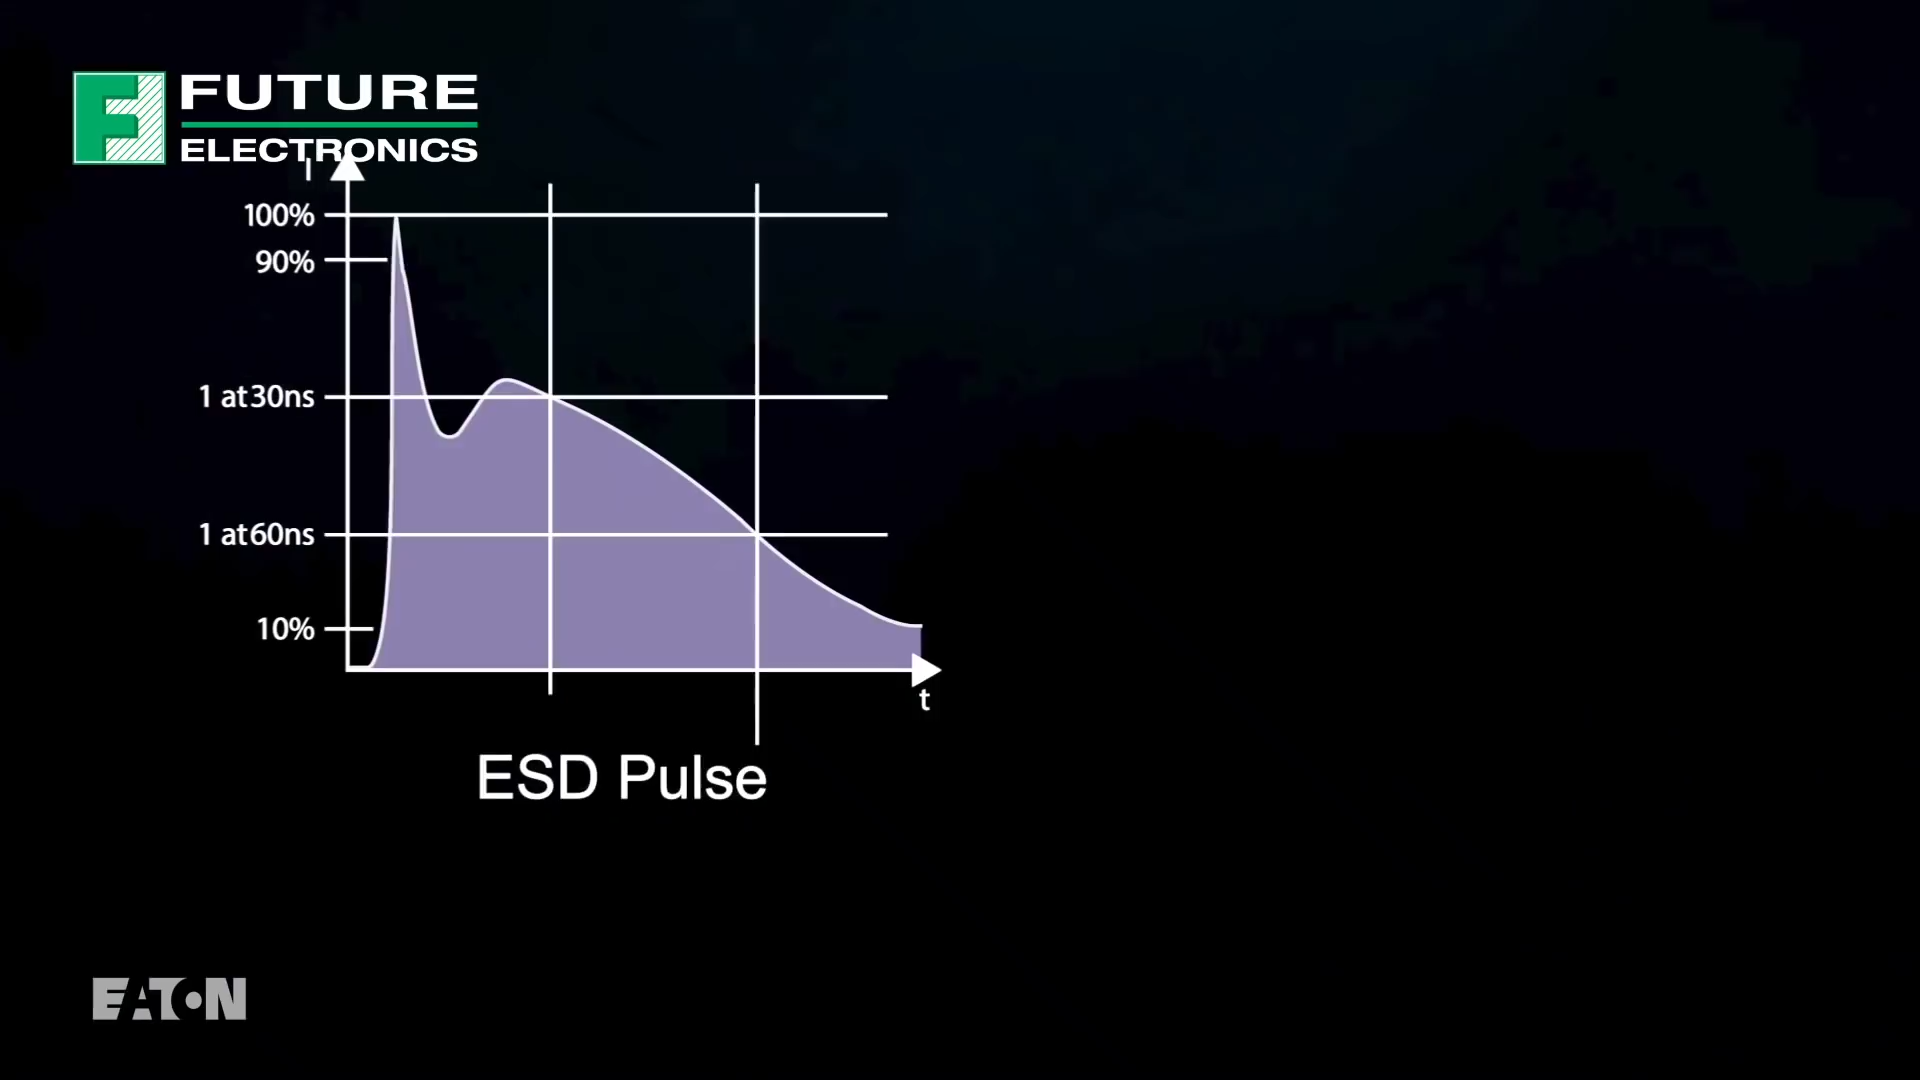 FUTURE
ELECTRONICS
I
100%
90%
1 at30ns
1 at60ns
10%
t
ESD Pulse
EATON